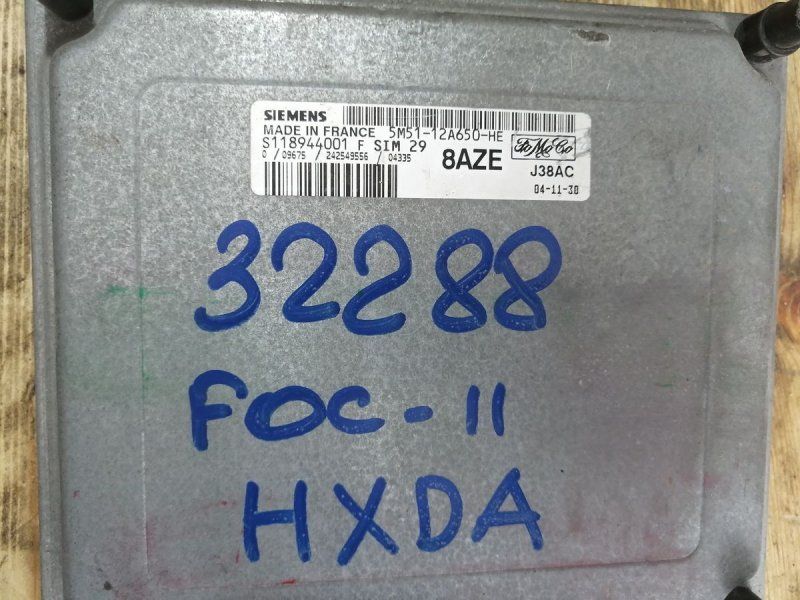 SIEMENS
MADE IN FRANCE 5M51-12A650-HE
S118944001 F SIM 29
0 / 09675 / 242549556 / 04335
8AZE
FoMoCo
J38AC
04-11-30
32288
FOC-II
HXDA